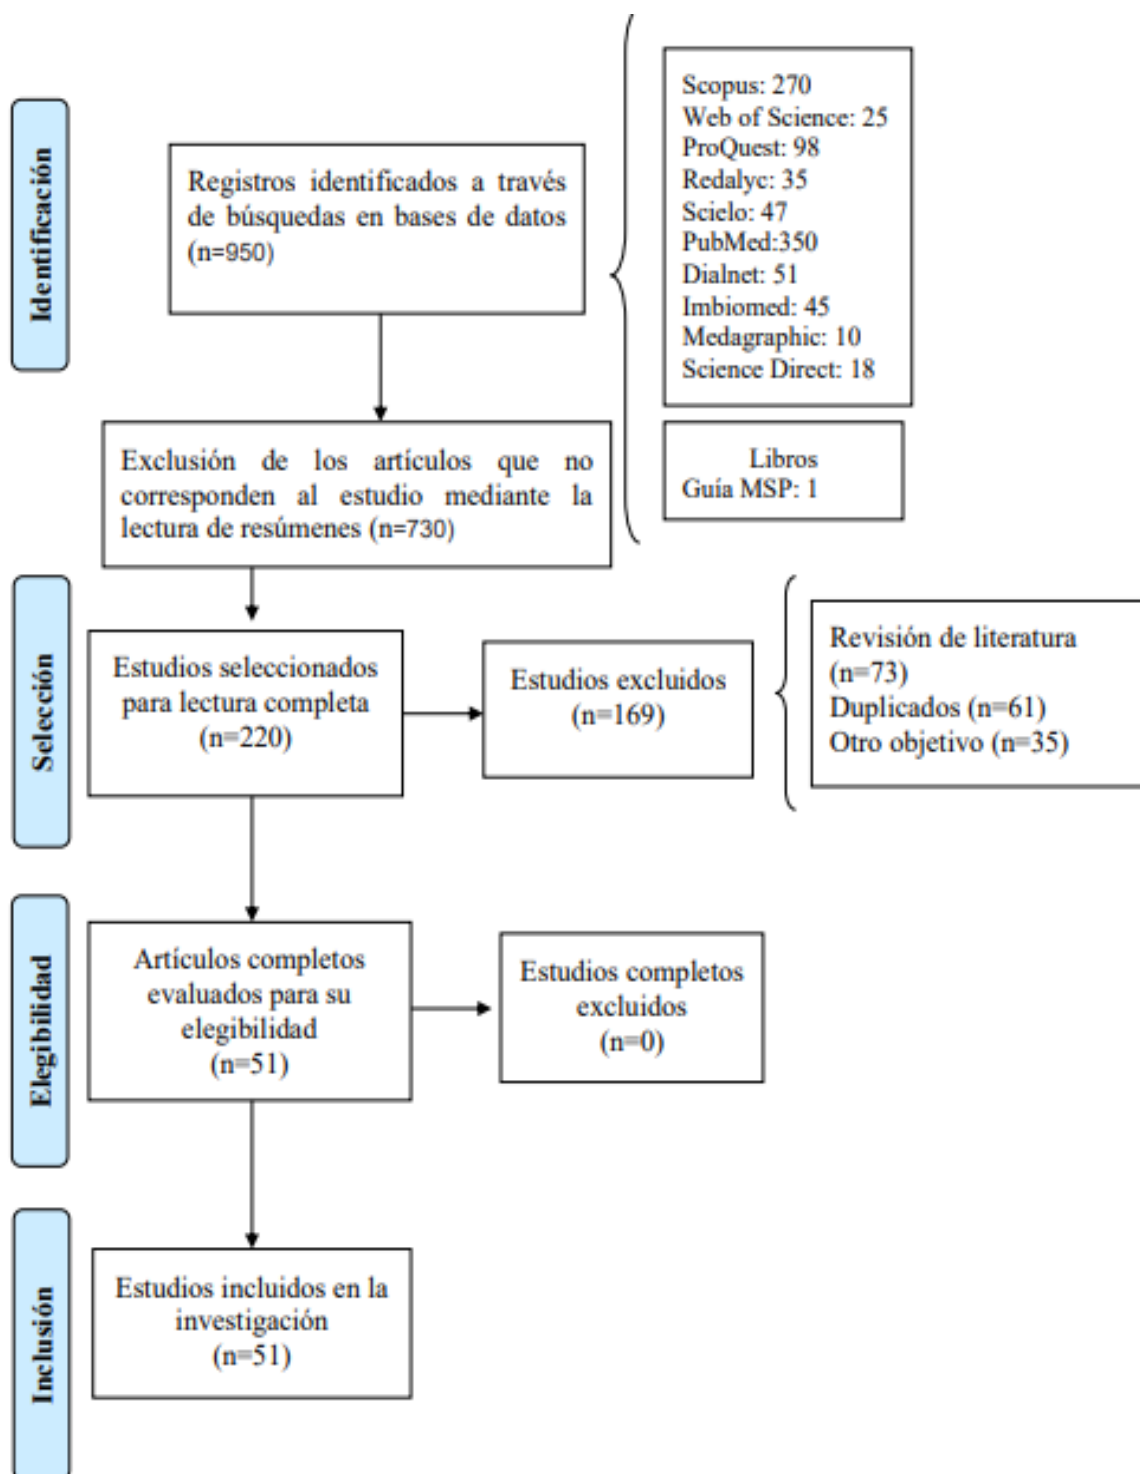 Identificación
Registros identificados a través
de búsquedas en bases de datos
(n=950)
Scopus: 270
Web of Science: 25
ProQuest: 98
Redalyc: 35
Scielo: 47
PubMed:350
Dialnet: 51
Imbiomed: 45
Medagraphic: 10
Science Direct: 18
Libros
Guía MSP: 1
Exclusión de los artículos que no
corresponden al estudio mediante la
lectura de resúmenes (n=730)
Selección
Estudios seleccionados
para lectura completa
(n=220)
Estudios excluidos
(n=169)
Revisión de literatura
(n=73)
Duplicados (n=61)
Otro objetivo (n=35)
Elegibilidad
Artículos completos
evaluados para su
elegibilidad
(n=51)
Estudios completos
excluidos
(n=0)
Inclusión
Estudios incluidos en la
investigación
(n=51)